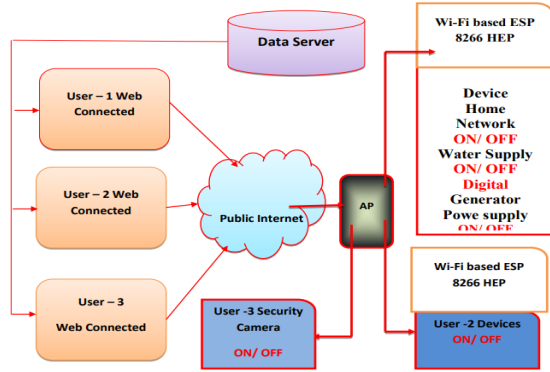 Data Server
Wi-Fi based ESP
8266 HEP
User – 1 Web
Connected
Device
Home
Network
ON/ OFF
Water Supply
ON/ OFF
Digital
Generator
Powe supply
ON/ OFF
User – 2 Web
Connected
Public Internet
AP
User – 3
Web Connected
Wi-Fi based ESP
8266 HEP
User -3 Security
Camera
ON/ OFF
User -2 Devices
ON/ OFF